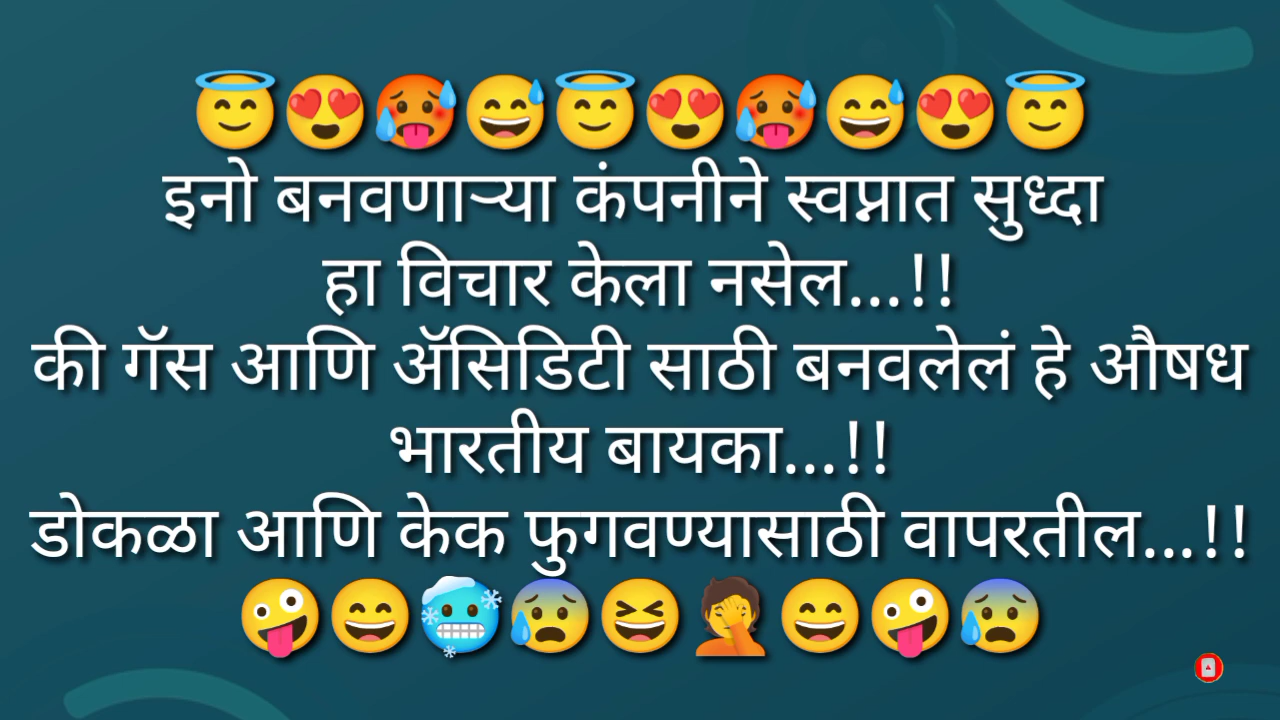 😇😍🥵😅😇😍🥵😅😍😇
इनो बनवणाऱ्या कंपनीने स्वप्नात सुध्दा
हा विचार केला नसेल...!!
की गॅस आणि ॲसिडिटी साठी बनवलेलं हे औषध
भारतीय बायका...!!
डोकळा आणि केक फुगवण्यासाठी वापरतील...!!
🤪😄🥶😰😆🤦😄🤪😰